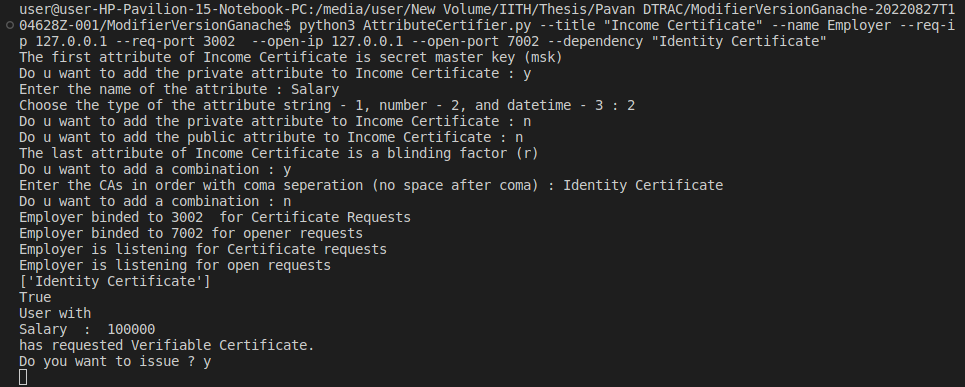 user@user-HP-Pavilion-15-Notebook-PC:/media/user/New Volume/IITH/Thesis/Pavan DTRAC/ModifierVersionGanache-20220827T1
04628Z-001/ModifierVersionGanache$ python3 AttributeCertifier.py --title "Income Certificate" --name Employer --req-i
p 127.0.0.1 --req-port 3002  --open-ip 127.0.0.1 --open-port 7002 --dependency "Identity Certificate"
The first attribute of Income Certificate is secret master key (msk)
Do u want to add the private attribute to Income Certificate : y
Enter the name of the attribute : Salary
Choose the type of the attribute string - 1, number - 2, and datetime - 3 : 2
Do u want to add the private attribute to Income Certificate : n
Do u want to add the public attribute to Income Certificate : n
The last attribute of Income Certificate is a blinding factor (r)
Do u want to add a combination : y
Enter the CAs in order with coma seperation (no space after coma) : Identity Certificate
Do u want to add a combination : n
Employer binded to 3002  for Certificate Requests
Employer binded to 7002 for opener requests
Employer is listening for Certificate requests
Employer is listening for open requests
['Identity Certificate']
True
User with
Salary  :  100000
has requested Verifiable Certificate.
Do you want to issue ? y